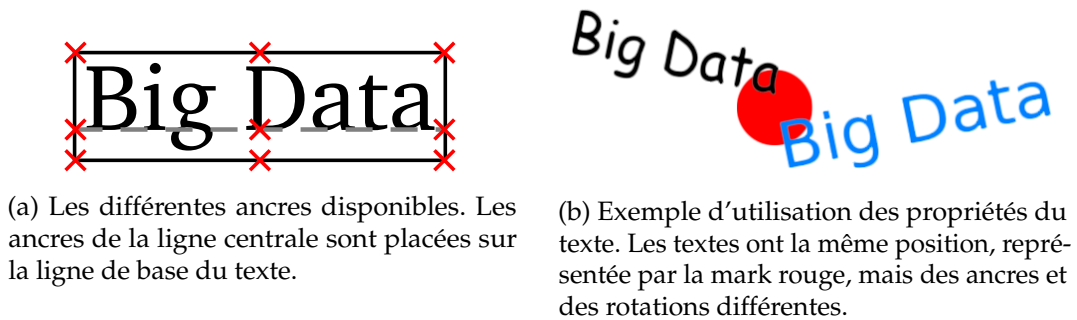 Big Data
(a) Les différentes ancres disponibles. Les
ancres de la ligne centrale sont placées sur
la ligne de base du texte.
Big Data
Big Data
(b) Exemple d'utilisation des propriétés du
texte. Les textes ont la même position, repré-
sentée par la mark rouge, mais des ancres et
des rotations différentes.